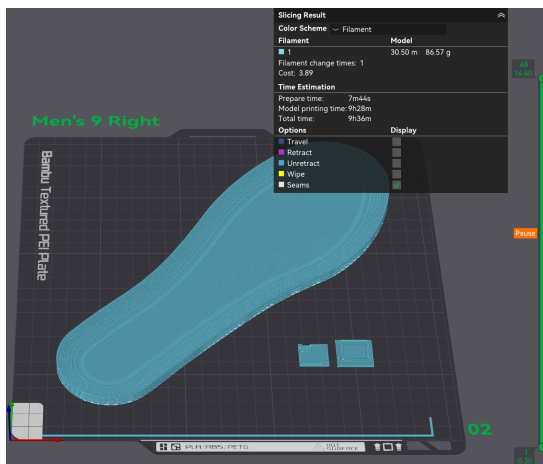 Slicing Result
Color Scheme Filament
Filament Model
1 30.50 m 86.57 g
Filament change times: 1
Cost: 3.89
Time Estimation
Prepare time: 7m44s
Model printing time: 9h28m
Total time: 9h36m
Options Display
Travel
Retract
Unretract
Wipe
Seams
48
14.40
Men's 9 Right
Bambu Textured PEI Plate
Pause
02
PLA/ABS/PETG
HOT SURFACE
1
0.30